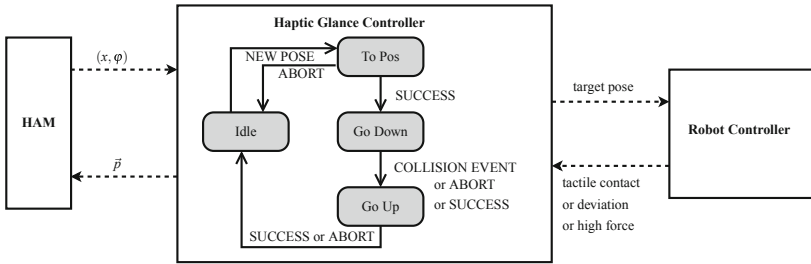 Haptic Glance Controller
HAM
(x, φ)
p⃗
To Pos
NEW POSE
ABORT
SUCCESS
Idle
Go Down
COLLISION EVENT
or ABORT
or SUCCESS
Go Up
SUCCESS or ABORT
target pose
Robot Controller
tactile contact
or deviation
or high force